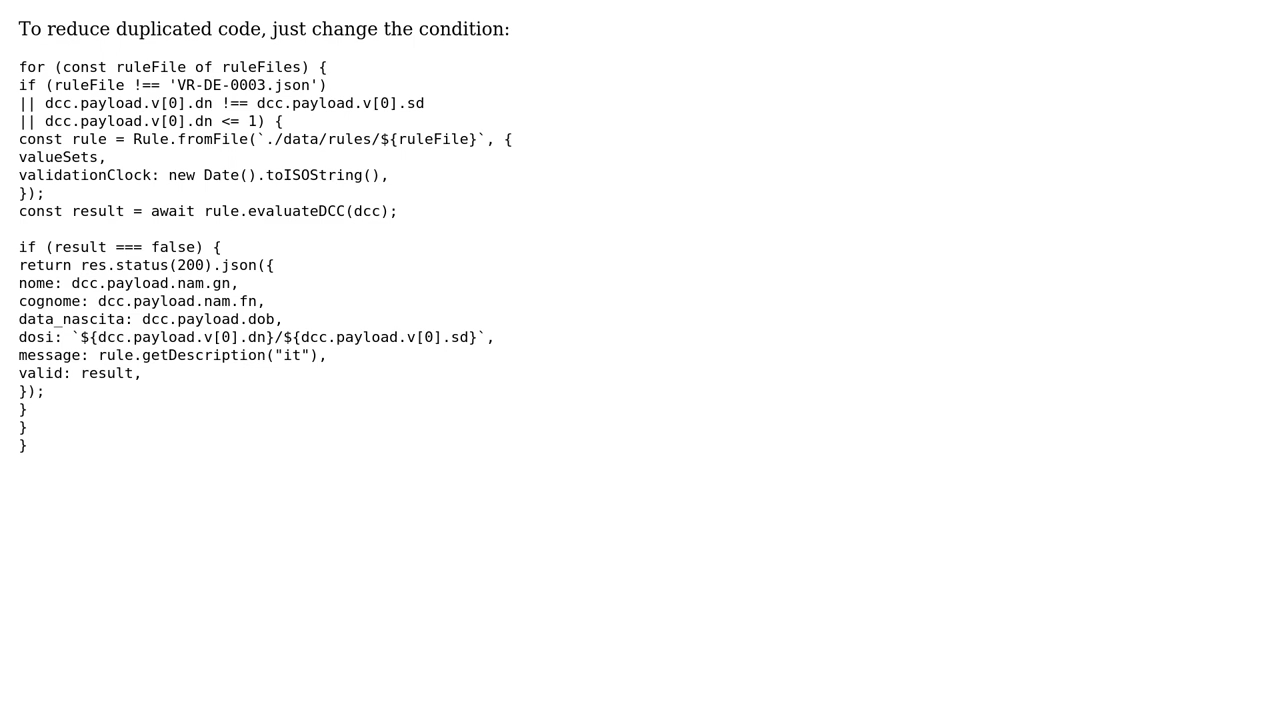 To reduce duplicated code, just change the condition:
for (const ruleFile of ruleFiles) {
if (ruleFile !== 'VR-DE-0003.json')
|| dcc.payload.v[0].dn !== dcc.payload.v[0].sd
|| dcc.payload.v[0].dn <= 1) {
const rule = Rule.fromFile(`./data/rules/${ruleFile}`, {
valueSets,
validationClock: new Date().toISOString(),
});
const result = await rule.evaluateDCC(dcc);

if (result === false) {
return res.status(200).json({
nome: dcc.payload.nam.gn,
cognome: dcc.payload.nam.fn,
data_nascita: dcc.payload.dob,
dosi: `${dcc.payload.v[0].dn}/${dcc.payload.v[0].sd}`,
message: rule.getDescription("it"),
valid: result,
});
}
}
}